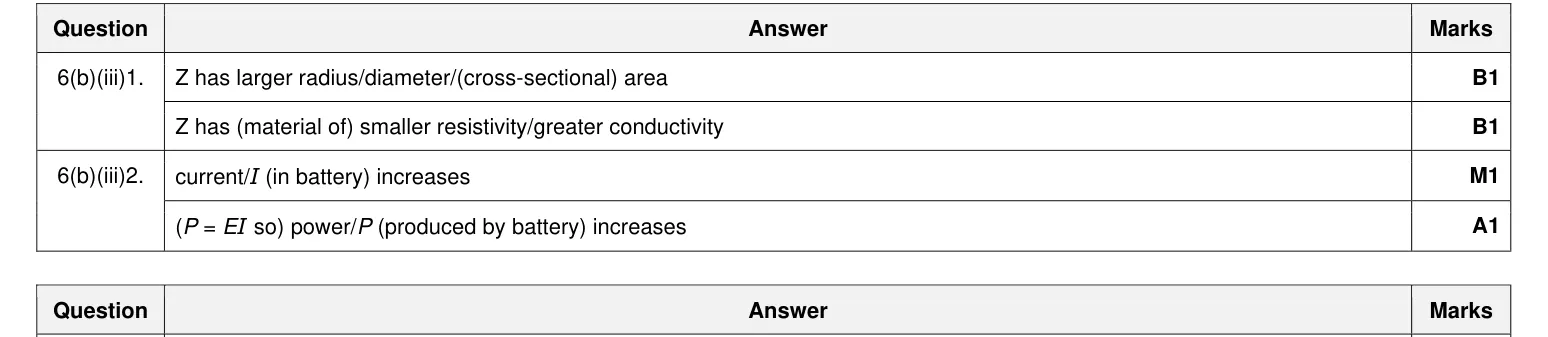 Question Answer Marks
6(b)(iii)1. Z has larger radius/diameter/(cross-sectional) area B1
Z has (material of) smaller resistivity/greater conductivity B1
6(b)(iii)2. current/I (in battery) increases M1
(P = EI so) power/P (produced by battery) increases A1
Question Answer Marks